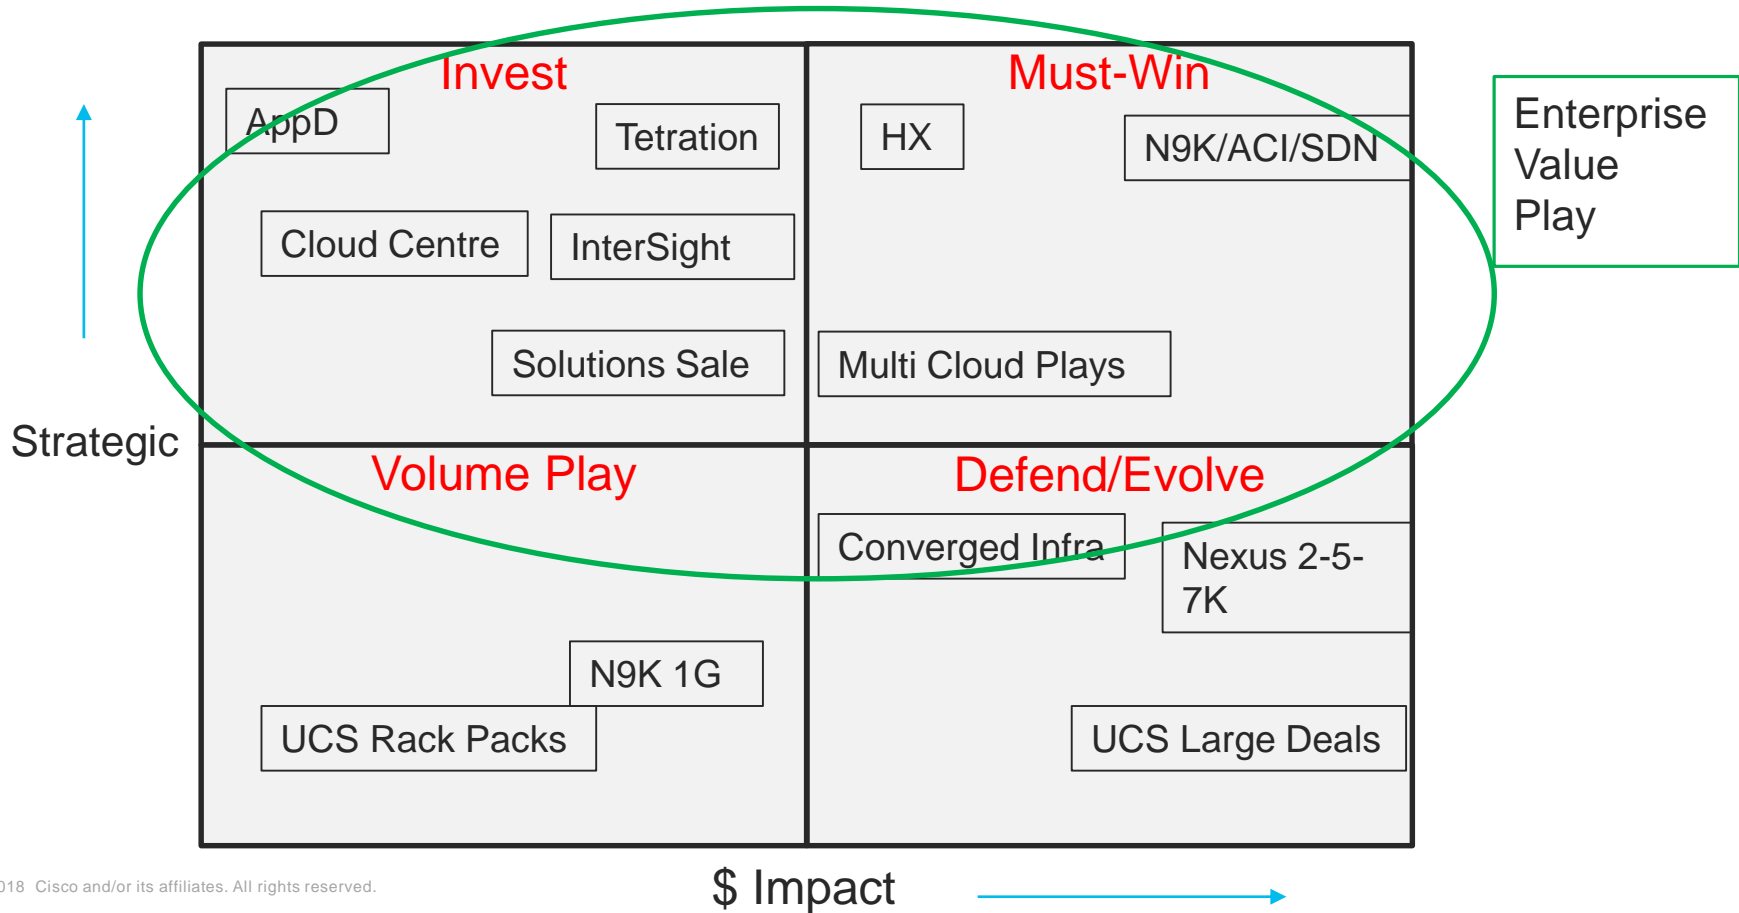 Invest
Must-Win
AppD
Tetration
HX
N9K/ACI/SDN
Enterprise
Value
Play
Cloud Centre
InterSight
Solutions Sale
Multi Cloud Plays
Strategic
Volume Play
Defend/Evolve
Converged Infra
Nexus 2-5-
7K
N9K 1G
UCS Rack Packs
UCS Large Deals
018 Cisco and/or its affiliates. All rights reserved.
$ Impact